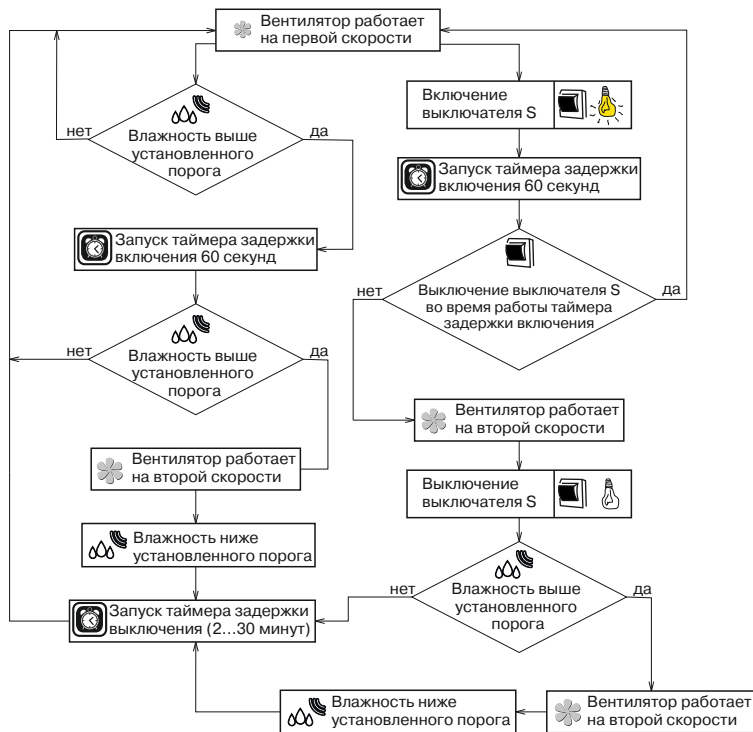 Вентилятор работает
на первой скорости
нет
Влажность выше
установленного
порога
да
Включение
выключателя S
Запуск таймера задержки
включения 60 секунд
Запуск таймера задержки
включения 60 секунд
нет
Выключение выключателя S
во время работы таймера
задержки включения
да
нет
Влажность выше
установленного
порога
да
Вентилятор работает
на второй скорости
Вентилятор работает
на второй скорости
Выключение
выключателя S
Влажность ниже
установленного порога
нет
Влажность выше
установленного
порога
да
Запуск таймера задержки
выключения (2...30 минут)
Влажность ниже
установленного порога
Вентилятор работает
на второй скорости